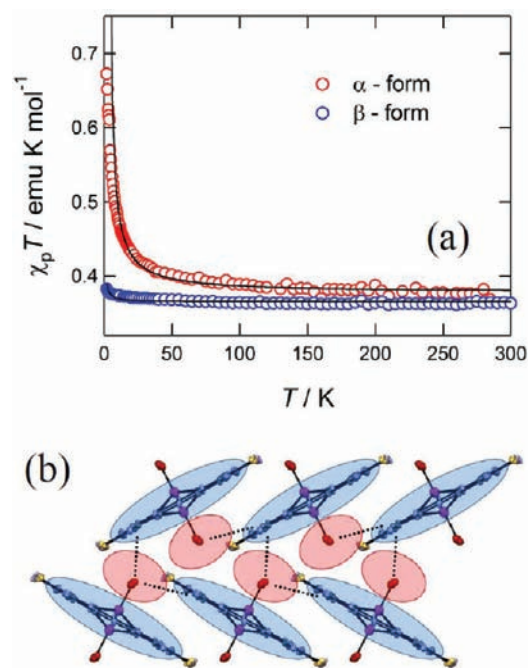 0.7
α - form
β - form
0.6
χpT / emu K mol⁻¹
0.5
(a)
0.4
0 50 100 150 200 250 300
T / K
(b)